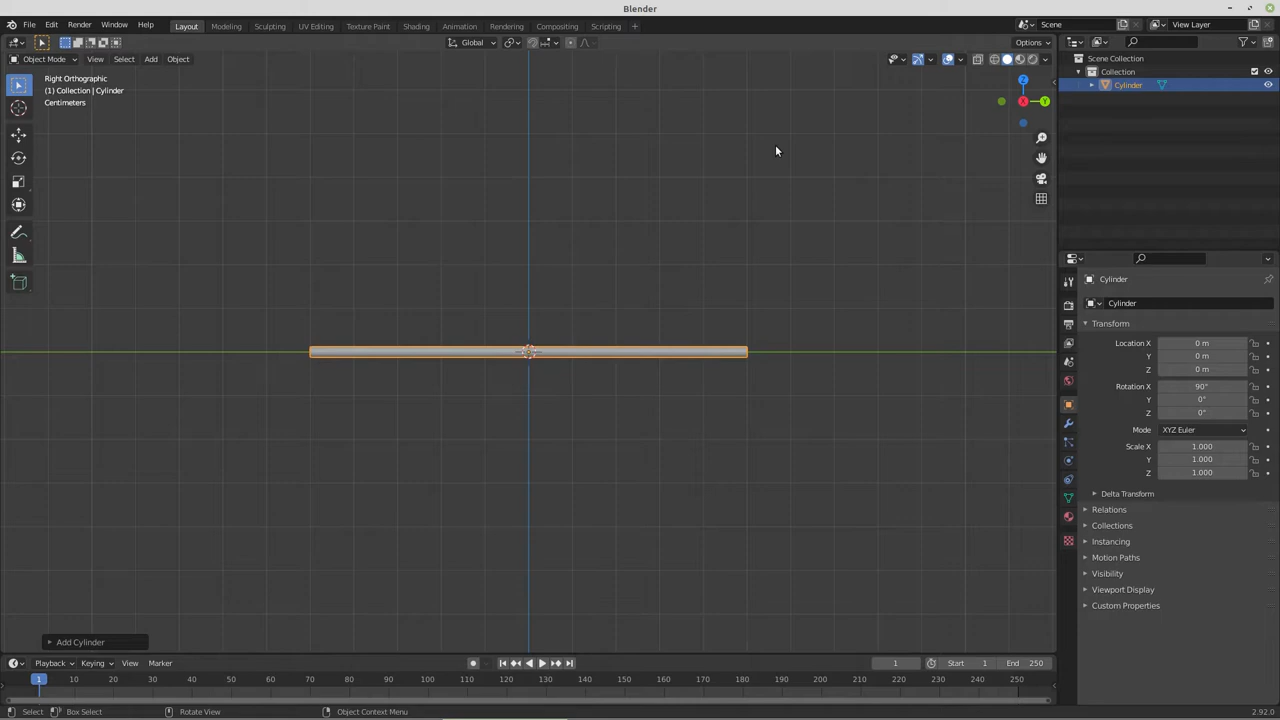 Blender
File Edit Render Window Help Layout Modeling Sculpting UV Editing Texture Paint Shading Animation Rendering Compositing Scripting + Scene View Layer
Global Options
Object Mode View Select Add Object
Right Orthographic
(1) Collection | Cylinder
Centimeters
Z
X Y
Scene Collection
Collection
Cylinder
Cylinder
Cylinder
Transform
Location X 0 m
Y 0 m
Z 0 m
Rotation X 90°
Y 0°
Z 0°
Mode XYZ Euler
Scale X 1.000
Y 1.000
Z 1.000
Delta Transform
Relations
Collections
Instancing
Motion Paths
Visibility
Viewport Display
Custom Properties
Add Cylinder
Playback Keying View Marker 1 Start 1 End 250
1 10 20 30 40 50 60 70 80 90 100 110 120 130 140 150 160 170 180 190 200 210 220 230 240 250
Select Box Select Rotate View Object Context Menu 2.92.0